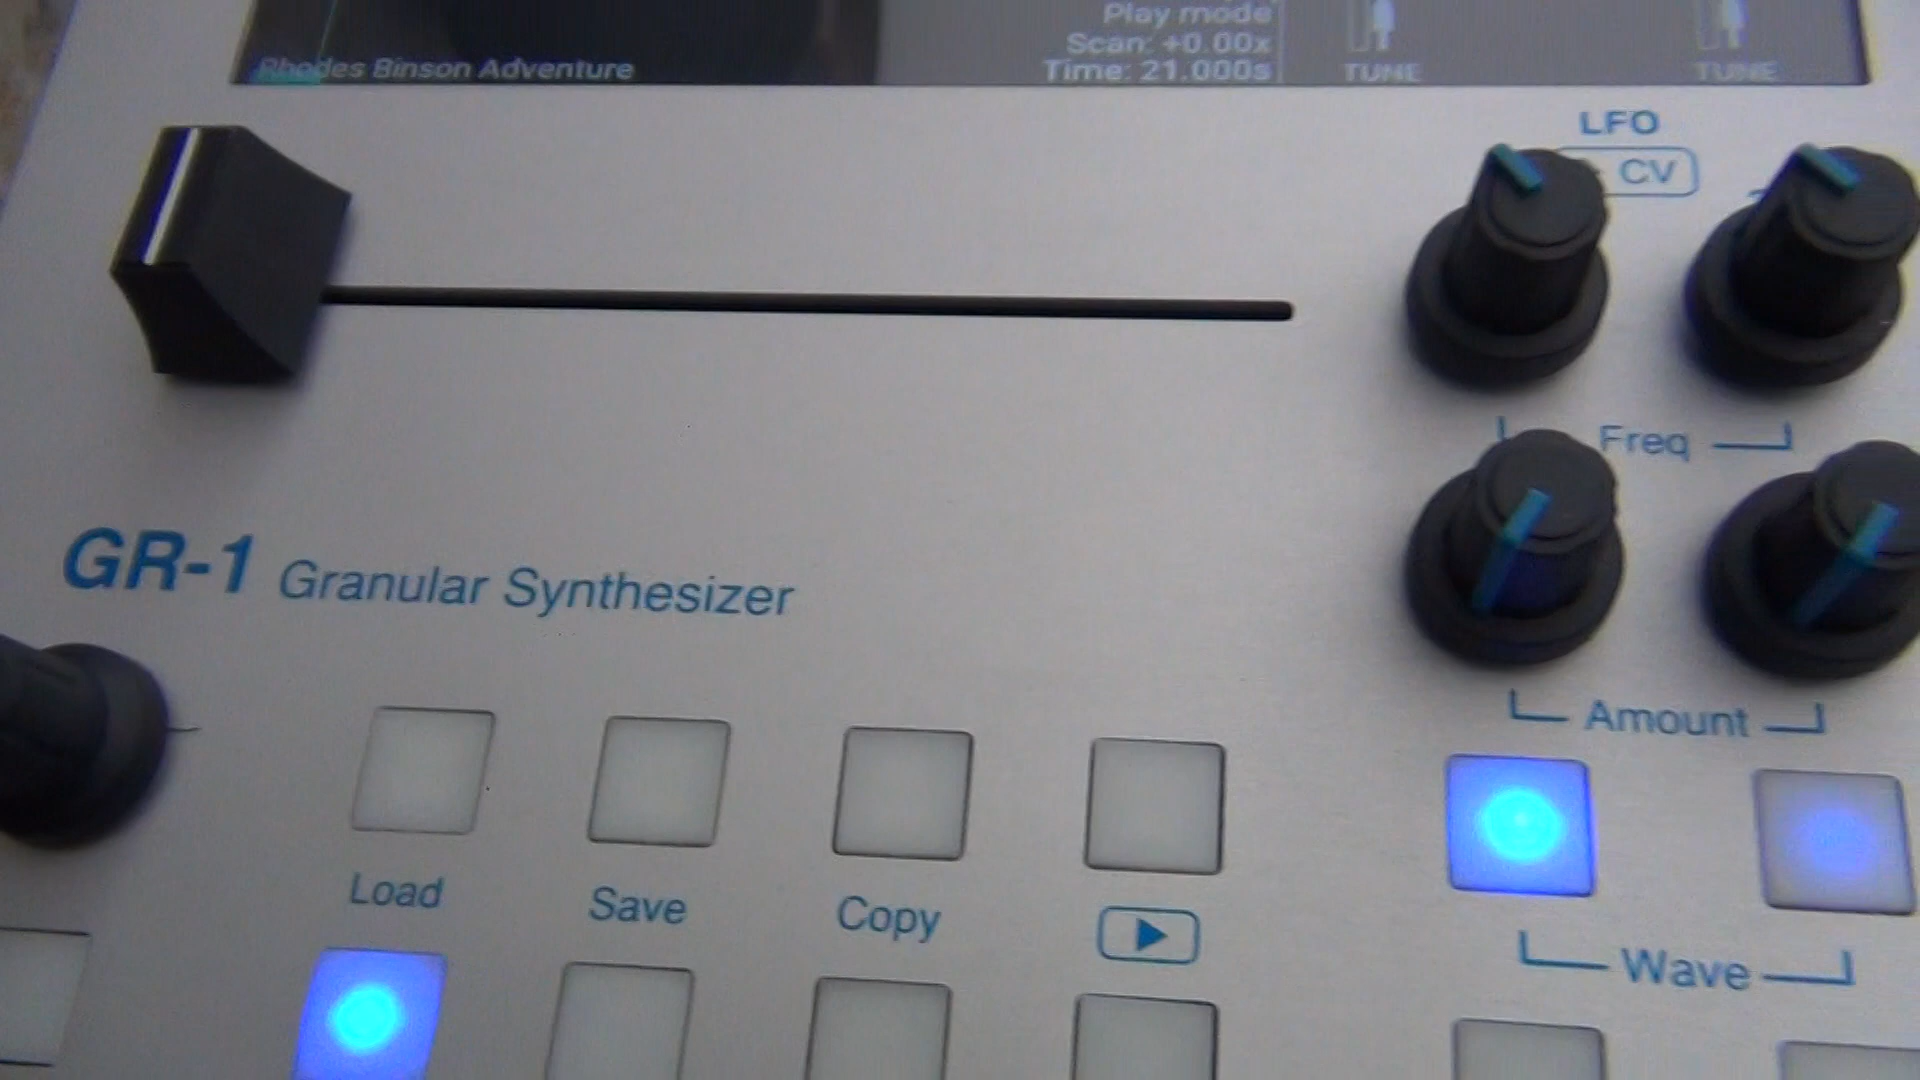 Play mode
Scan: +0.00x
Rhodes Binson Adventure
Time: 21.000s
TUNE
TUNE
LFO
CV
Freq
GR-1 Granular Synthesizer
Amount
Load
Save
Copy
Wave